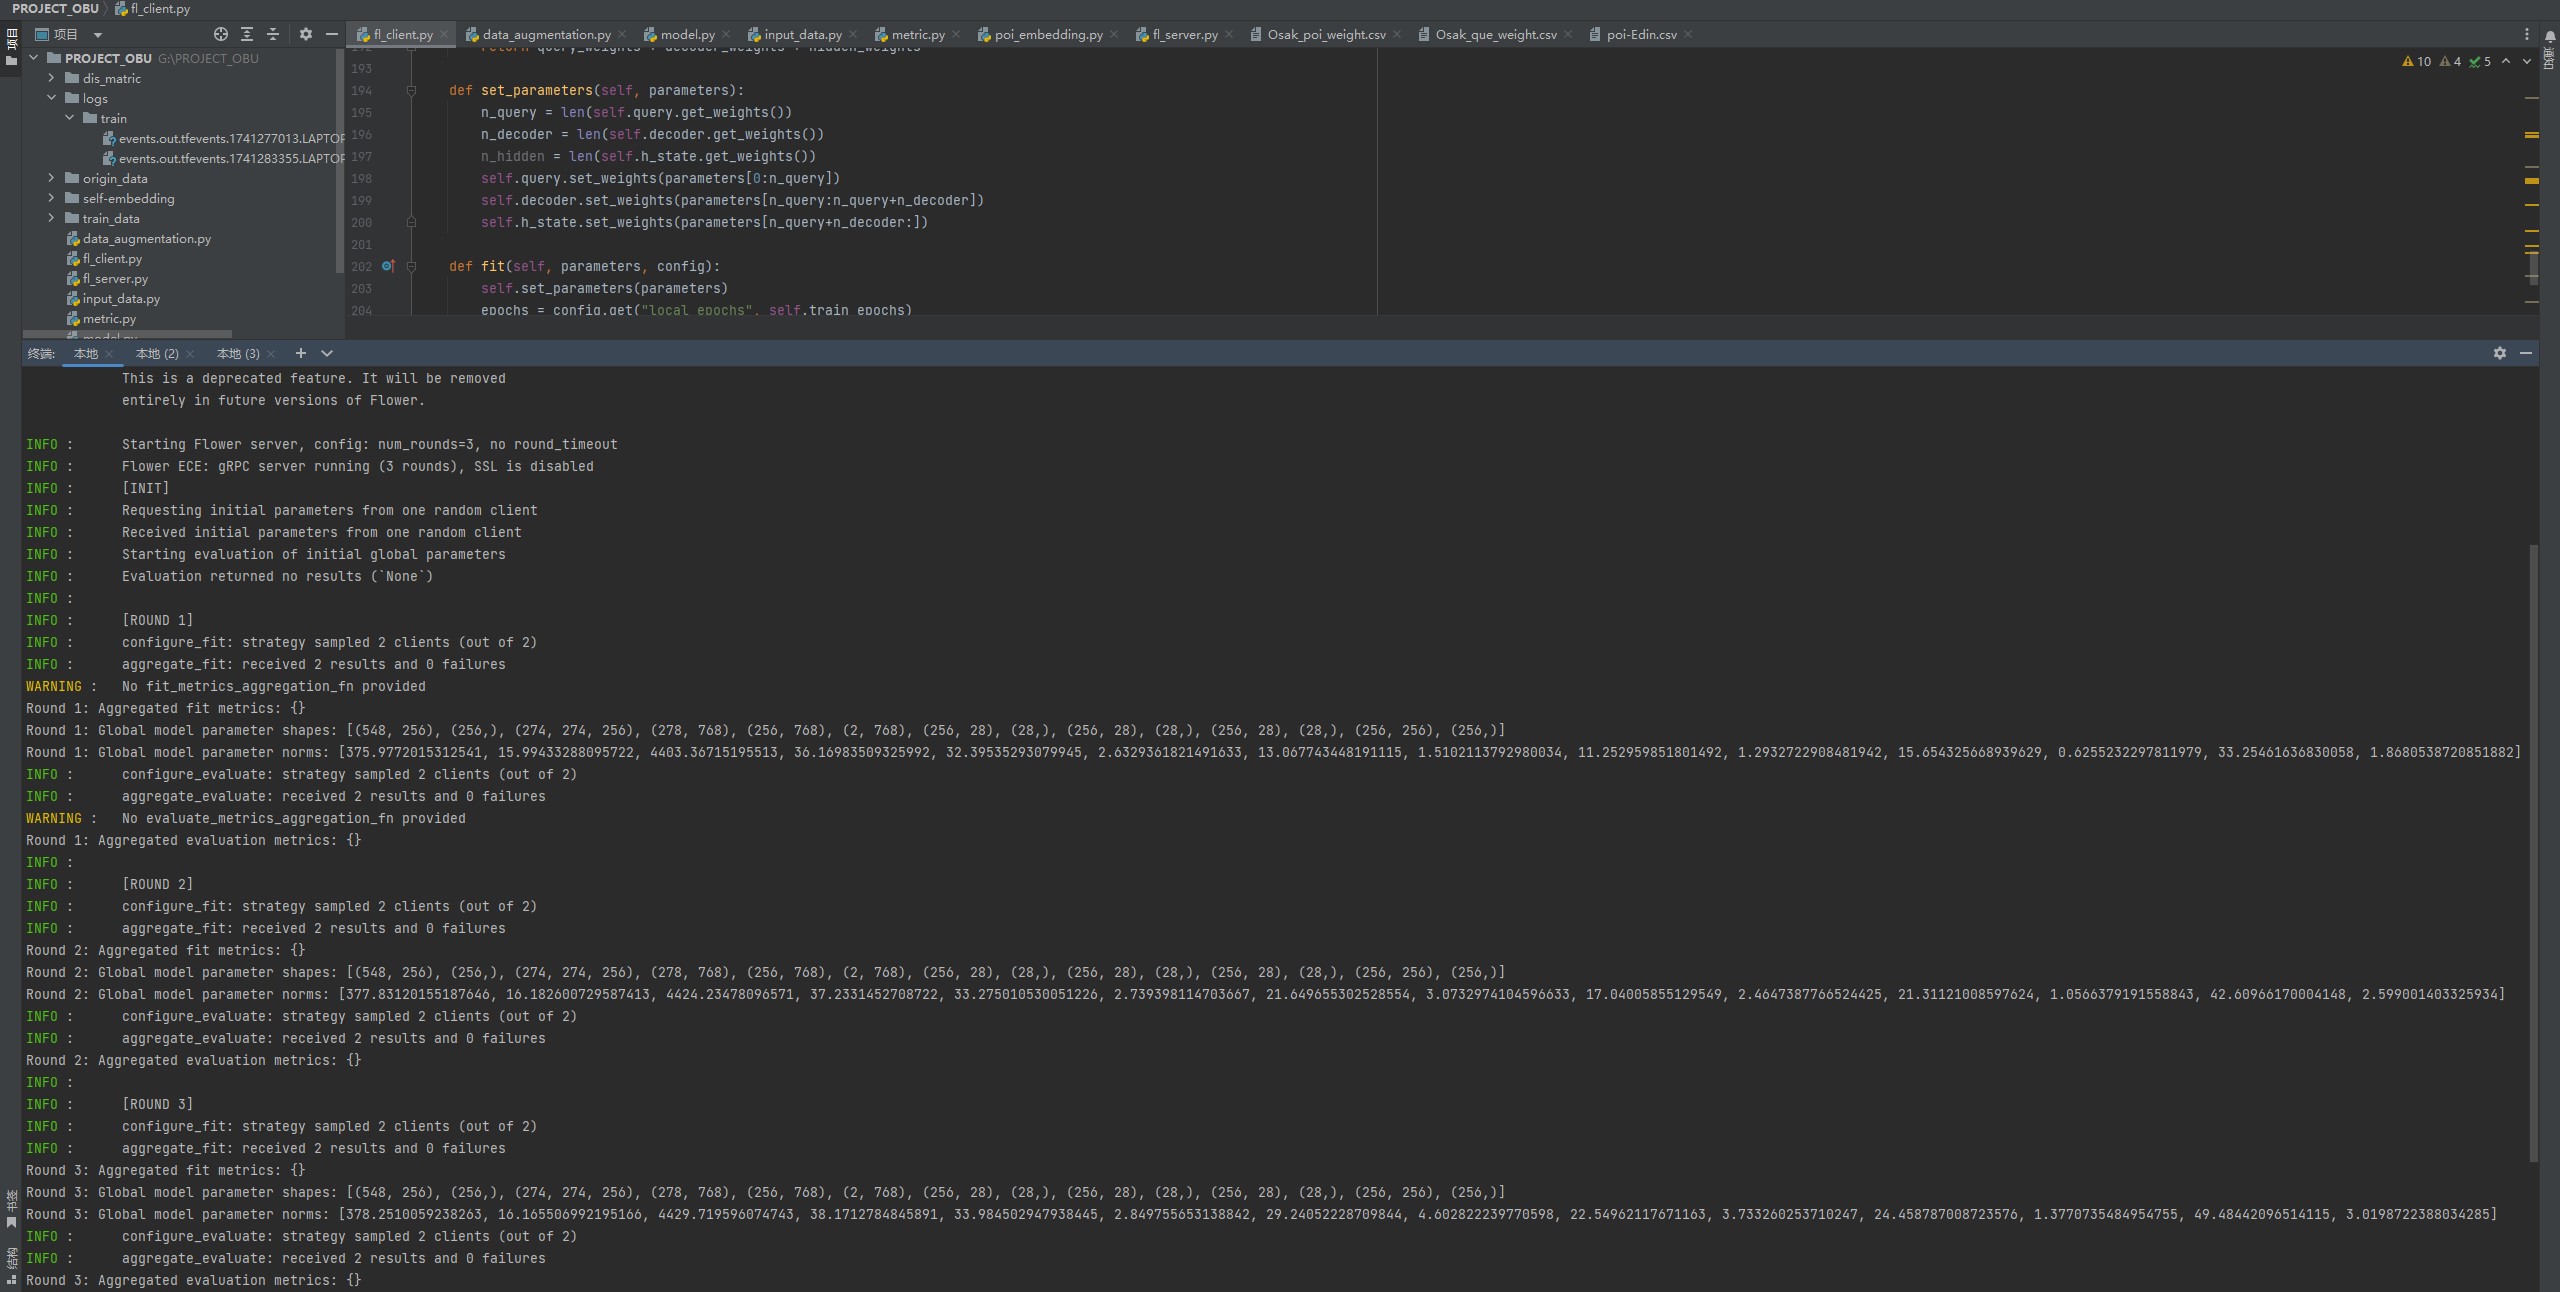 PROJECT_OBU 〉 fl_client.py
项目
fl_client.py data_augmentation.py model.py input_data.py metric.py poi_embedding.py fl_server.py Osak_poi_weight.csv Osak_que_weight.csv poi-Edin.csv
项目
通知
PROJECT_OBU G:\PROJECT_OBU
dis_matric
logs
train
events.out.tfevents.1741277013.LAPTOP
events.out.tfevents.1741283355.LAPTOP
origin_data
self-embedding
train_data
data_augmentation.py
fl_client.py
fl_server.py
input_data.py
metric.py
model.py
10 4 5
192 return query_weights + decoder_weights + hidden_weights
193
194 def set_parameters(self, parameters):
195 n_query = len(self.query.get_weights())
196 n_decoder = len(self.decoder.get_weights())
197 n_hidden = len(self.h_state.get_weights())
198 self.query.set_weights(parameters[0:n_query])
199 self.decoder.set_weights(parameters[n_query:n_query+n_decoder])
200 self.h_state.set_weights(parameters[n_query+n_decoder:])
201
202 def fit(self, parameters, config):
203 self.set_parameters(parameters)
204 epochs = config.get("local_epochs", self.train_epochs)
终端: 本地 本地 (2) 本地 (3)
This is a deprecated feature. It will be removed
entirely in future versions of Flower.
INFO : Starting Flower server, config: num_rounds=3, no round_timeout
INFO : Flower ECE: gRPC server running (3 rounds), SSL is disabled
INFO : [INIT]
INFO : Requesting initial parameters from one random client
INFO : Received initial parameters from one random client
INFO : Starting evaluation of initial global parameters
INFO : Evaluation returned no results (`None`)
INFO :
INFO : [ROUND 1]
INFO : configure_fit: strategy sampled 2 clients (out of 2)
INFO : aggregate_fit: received 2 results and 0 failures
WARNING : No fit_metrics_aggregation_fn provided
Round 1: Aggregated fit metrics: {}
Round 1: Global model parameter shapes: [(548, 256), (256,), (274, 274, 256), (278, 768), (256, 768), (2, 768), (256, 28), (28,), (256, 28), (28,), (256, 28), (28,), (256, 256), (256,)]
Round 1: Global model parameter norms: [375.9772015312541, 15.99433288095722, 4403.36715195513, 36.16983509325992, 32.39535293079945, 2.6329361821491633, 13.067743448191115, 1.5102113792980034, 11.252959851801492, 1.2932722908481942, 15.654325668939629, 0.6255232297811979, 33.25461636830058, 1.8680538720851882]
INFO : configure_evaluate: strategy sampled 2 clients (out of 2)
INFO : aggregate_evaluate: received 2 results and 0 failures
WARNING : No evaluate_metrics_aggregation_fn provided
Round 1: Aggregated evaluation metrics: {}
INFO :
INFO : [ROUND 2]
INFO : configure_fit: strategy sampled 2 clients (out of 2)
INFO : aggregate_fit: received 2 results and 0 failures
Round 2: Aggregated fit metrics: {}
Round 2: Global model parameter shapes: [(548, 256), (256,), (274, 274, 256), (278, 768), (256, 768), (2, 768), (256, 28), (28,), (256, 28), (28,), (256, 28), (28,), (256, 256), (256,)]
Round 2: Global model parameter norms: [377.83120155187646, 16.182600729587413, 4424.23478096571, 37.2331452708722, 33.275010530051226, 2.739398114703667, 21.649655302528554, 3.0732974104596633, 17.04005855129549, 2.4647387766524425, 21.31121008597624, 1.0566379191558843, 42.60966170004148, 2.599001403325934]
INFO : configure_evaluate: strategy sampled 2 clients (out of 2)
INFO : aggregate_evaluate: received 2 results and 0 failures
Round 2: Aggregated evaluation metrics: {}
INFO :
INFO : [ROUND 3]
INFO : configure_fit: strategy sampled 2 clients (out of 2)
INFO : aggregate_fit: received 2 results and 0 failures
Round 3: Aggregated fit metrics: {}
Round 3: Global model parameter shapes: [(548, 256), (256,), (274, 274, 256), (278, 768), (256, 768), (2, 768), (256, 28), (28,), (256, 28), (28,), (256, 28), (28,), (256, 256), (256,)]
Round 3: Global model parameter norms: [378.2510059238263, 16.165506992195166, 4429.719596074743, 38.1712784845891, 33.984502947938445, 2.849755653138842, 29.24052228709844, 4.602822239770598, 22.54962117671163, 3.733260253710247, 24.458787008723576, 1.3770735484954755, 49.48442096514115, 3.0198722388034285]
INFO : configure_evaluate: strategy sampled 2 clients (out of 2)
INFO : aggregate_evaluate: received 2 results and 0 failures
Round 3: Aggregated evaluation metrics: {}
书签
结构